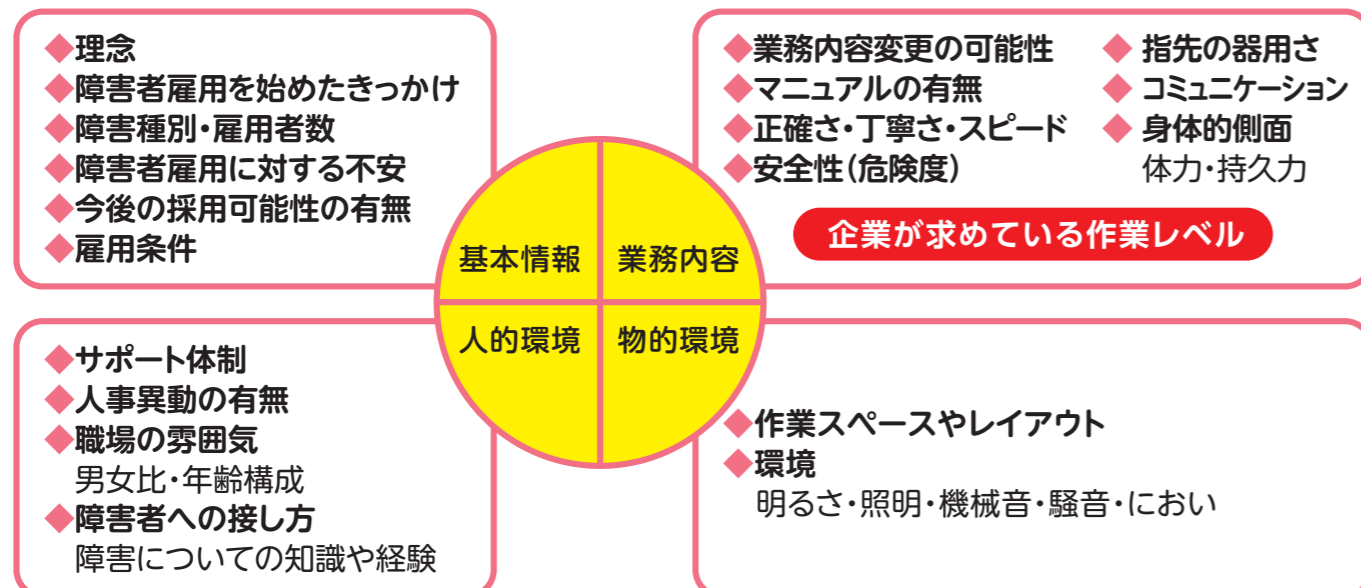 ◆理念
◆障害者雇用を始めたきっかけ
◆障害種別・雇用者数
◆障害者雇用に対する不安
◆今後の採用可能性の有無
◆雇用条件
◆業務内容変更の可能性
◆マニュアルの有無
◆正確さ・丁寧さ・スピード
◆安全性(危険度)
◆ 指先の器用さ
◆ コミュニケーション
◆ 身体的側面
体力・持久力
企業が求めている作業レベル
基本情報
業務内容
人的環境
物的環境
◆サポート体制
◆人事異動の有無
◆職場の雰囲気
男女比・年齢構成
◆障害者への接し方
障害についての知識や経験
◆作業スペースやレイアウト
◆環境
明るさ・照明・機械音・騒音・におい